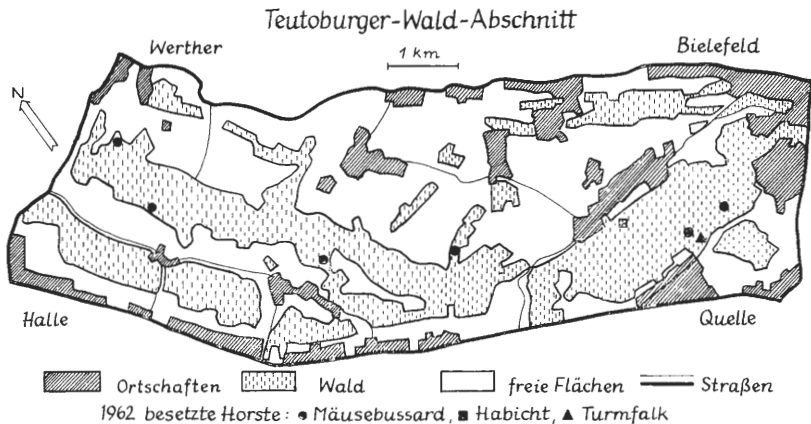 Teutoburger-Wald-Abschnitt
Werther
1 km
Bielefeld
N
Halle
Quelle
Ortschaften Wald freie Flächen Straßen
1962 besetzte Horste: Mäusebussard, Habicht, Turmfalk